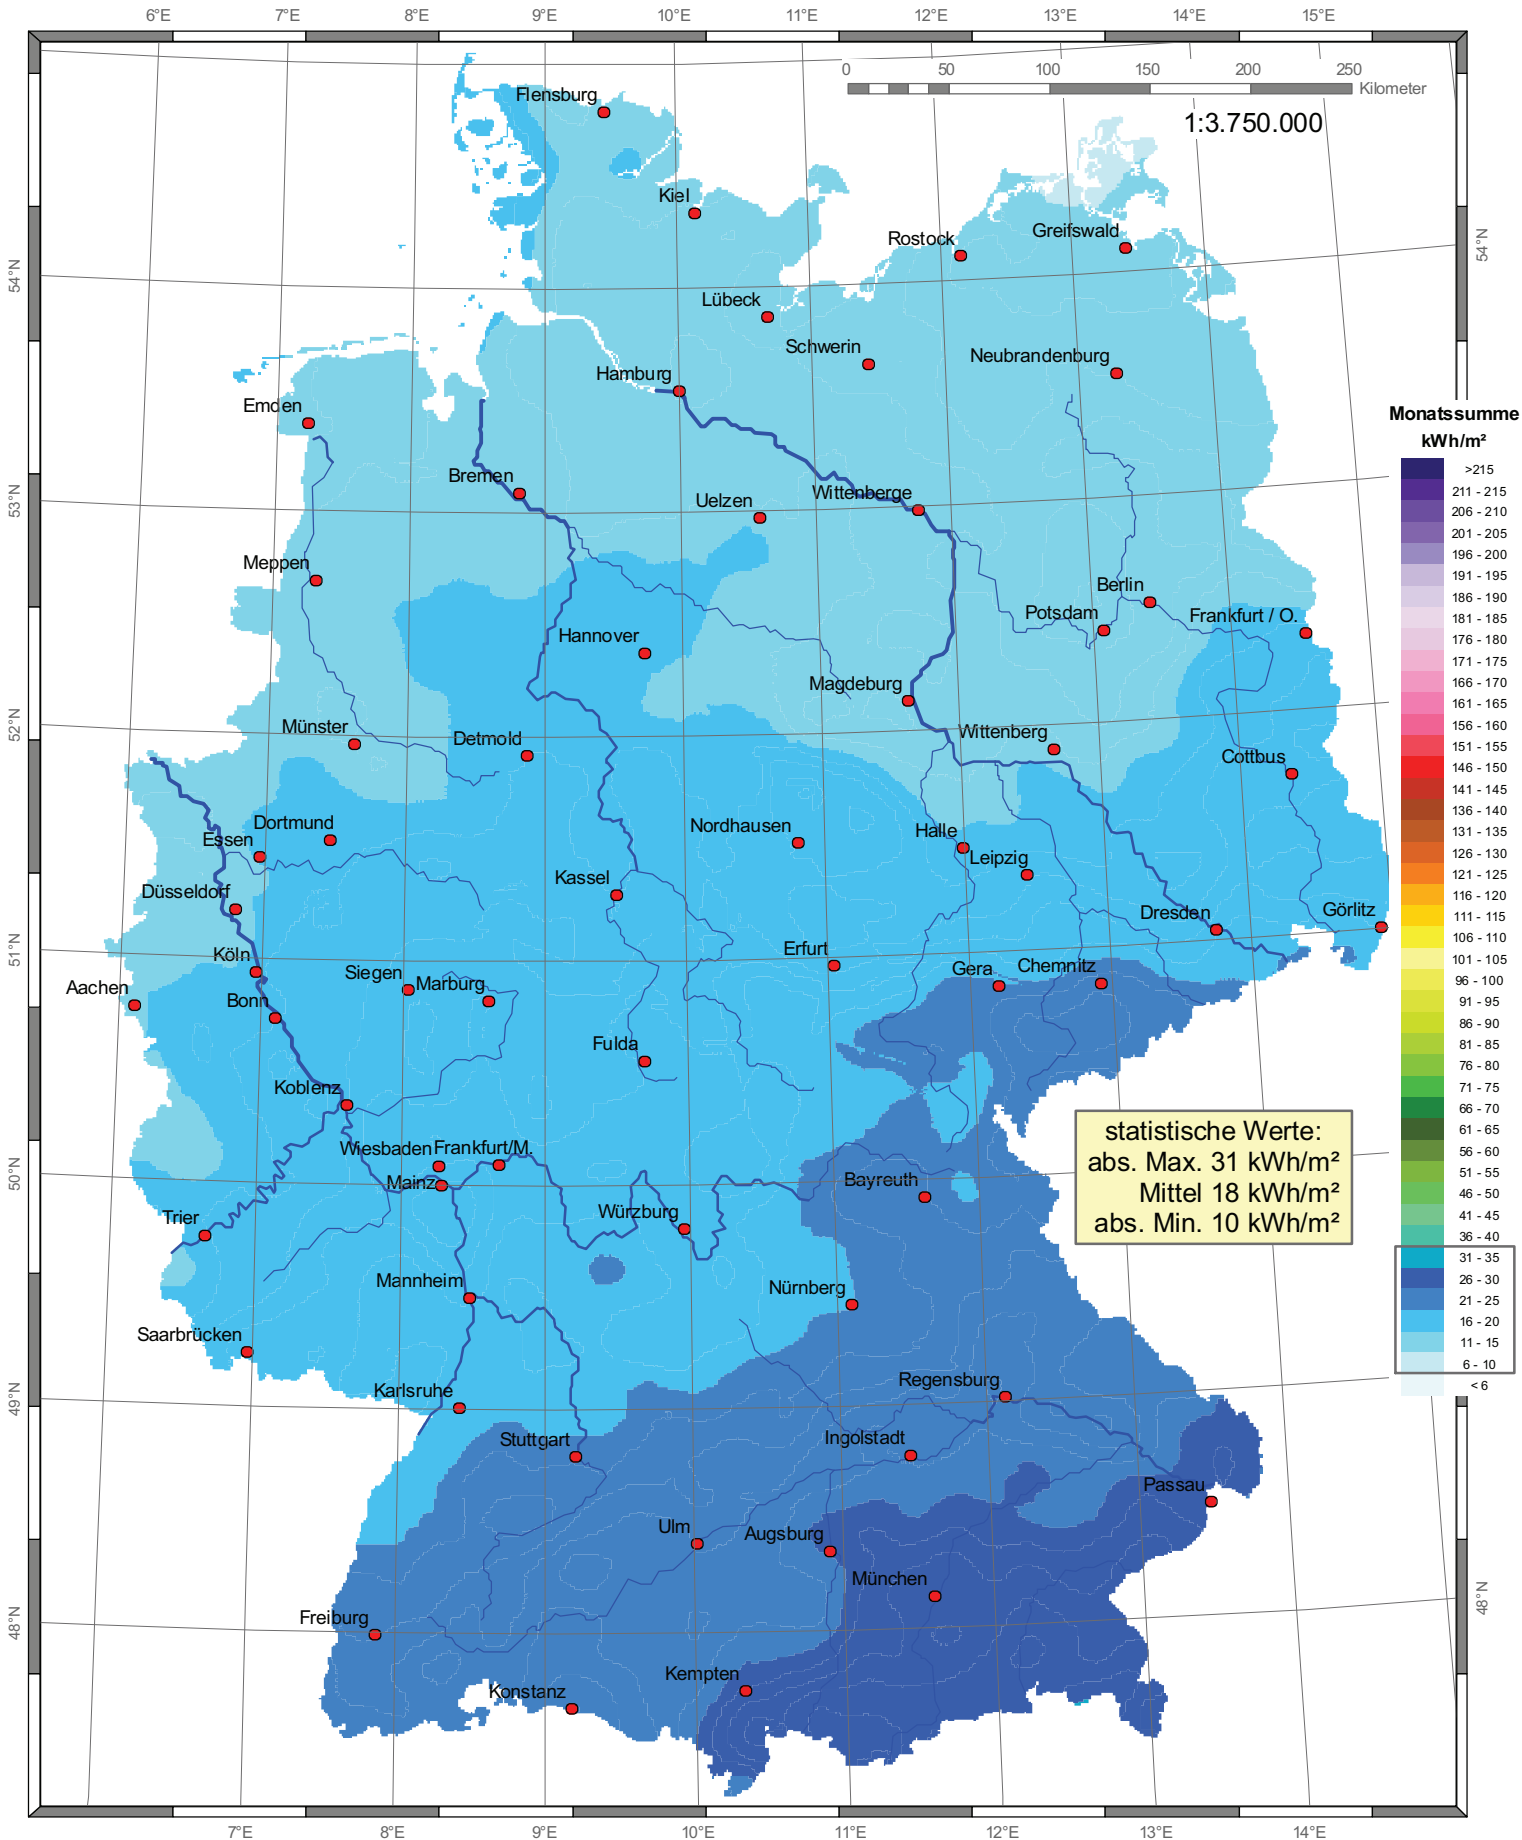 6°E 7°E 8°E 9°E 10°E 11°E 12°E 13°E 14°E 15°E
0 50 100 150 200 250
Kilometer
1:3.750.000
Flensburg
Kiel
Rostock
Greifswald
54°N
54°N
Lübeck
Schwerin
Neubrandenburg
Hamburg
Emden
Bremen
Uelzen
Wittenberge
53°N
Meppen
Berlin
Potsdam
Frankfurt / O.
Hannover
Magdeburg
52°N
Münster
Detmold
Wittenberg
Cottbus
Dortmund
Essen
Nordhausen
Halle
Leipzig
Kassel
Düsseldorf
Dresden
Görlitz
51°N
Köln
Erfurt
Siegen
Marburg
Gera
Chemnitz
Aachen
Bonn
Fulda
Koblenz
Wiesbaden
Frankfurt/M.
50°N
Mainz
Bayreuth
Trier
Würzburg
Mannheim
Nürnberg
Saarbrücken
49°N
Karlsruhe
Regensburg
Stuttgart
Ingolstadt
Passau
Ulm
Augsburg
München
48°N
48°N
Freiburg
Kempten
Konstanz
Monatssumme
kWh/m²
>215
211 - 215
206 - 210
201 - 205
196 - 200
191 - 195
186 - 190
181 - 185
176 - 180
171 - 175
166 - 170
161 - 165
156 - 160
151 - 155
146 - 150
141 - 145
136 - 140
131 - 135
126 - 130
121 - 125
116 - 120
111 - 115
106 - 110
101 - 105
96 - 100
91 - 95
86 - 90
81 - 85
76 - 80
71 - 75
66 - 70
61 - 65
56 - 60
51 - 55
46 - 50
41 - 45
36 - 40
31 - 35
26 - 30
21 - 25
16 - 20
11 - 15
6 - 10
< 6
statistische Werte:
abs. Max. 31 kWh/m²
Mittel 18 kWh/m²
abs. Min. 10 kWh/m²
7°E 8°E 9°E 10°E 11°E 12°E 13°E 14°E